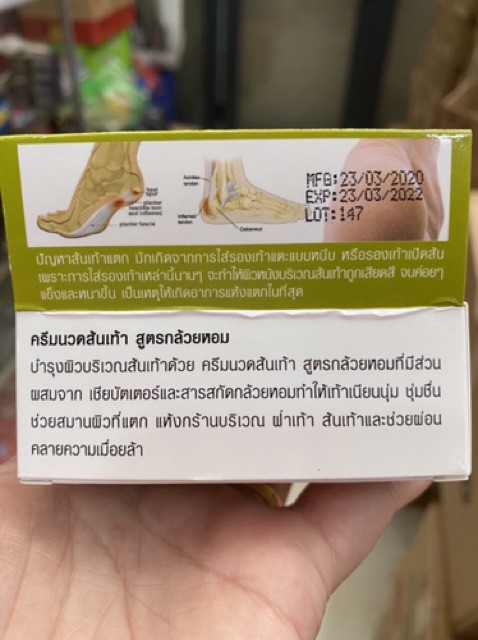 MFG:23/03/2020
EXP:23/03/2022
LOT:147
Achilles
tendon
heel
spur
plantar
fasciitis torn
and inflamed
plantar fascia
Inflamed
tendon
Calcaneus
ปัญหาส้นเท้าแตก มักเกิดจากการใส่รองเท้าแตะแบบหนีบ หรือรองเท้าเปิดส้น
เพราะการใส่รองเท้าเหล่านี้นานๆ จะทำให้ผิวหนังบริเวณส้นเท้าถูกเสียดสี จนค่อยๆ
แข็งและหนาขึ้น เป็นเหตุให้เกิดอาการแห้งแตกในที่สุด
ครีมนวดส้นเท้า สูตรกล้วยหอม
บำรุงผิวบริเวณส้นเท้าด้วย ครีมนวดส้นเท้า สูตรกล้วยหอมที่มีส่วน
ผสมจาก เชียบัตเตอร์และสารสกัดกล้วยหอมทำให้เท้าเนียนนุ่ม ชุ่มชื่น
ช่วยสมานผิวที่แตก แห้งกร้านบริเวณ ฝ่าเท้า ส้นเท้าและช่วยผ่อน
คลายความเมื่อยล้า